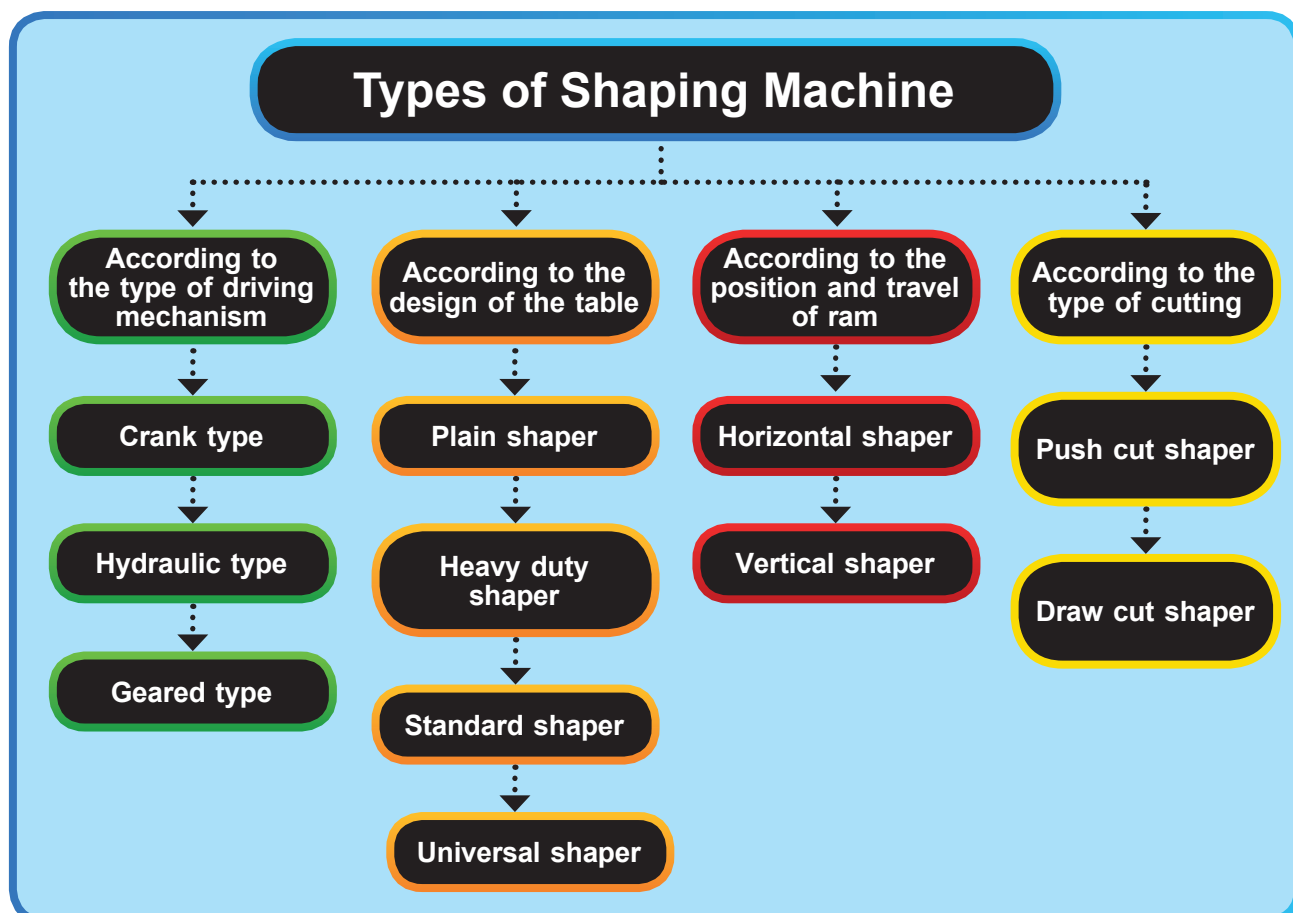 Types of Shaping Machine
According to
the type of driving
mechanism
Crank type
Hydraulic type
Geared type
According to the
design of the table
Plain shaper
Heavy duty
shaper
Standard shaper
Universal shaper
According to the
position and travel
of ram
Horizontal shaper
Vertical shaper
According to the
type of cutting
Push cut shaper
Draw cut shaper